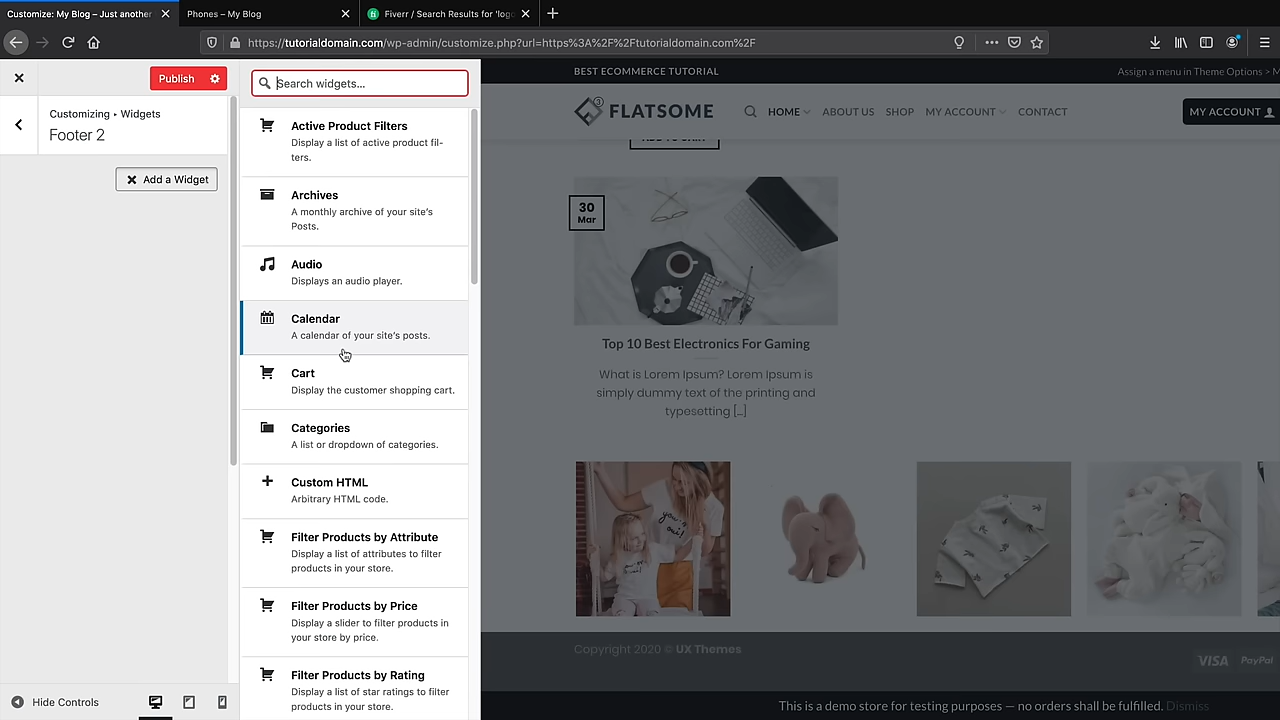 Customize: My Blog – Just another
Phones – My Blog
Fiverr / Search Results for 'logo
https://tutorialdomain.com/wp-admin/customize.php?url=https%3A%2F%2Ftutorialdomain.com%2F
Publish
Customizing ▸ Widgets
Footer 2
Add a Widget
Search widgets...
Active Product Filters
Display a list of active product fil-
ters.
Archives
A monthly archive of your site's
Posts.
Audio
Displays an audio player.
Calendar
A calendar of your site's posts.
Cart
Display the customer shopping cart.
Categories
A list or dropdown of categories.
Custom HTML
Arbitrary HTML code.
Filter Products by Attribute
Display a list of attributes to filter
products in your store.
Filter Products by Price
Display a slider to filter products in
your store by price.
Filter Products by Rating
Display a list of star ratings to filter
products in your store.
Hide Controls
BEST ECOMMERCE TUTORIAL
Assign a menu in Theme Options > M
3
FLATSOME
HOME
ABOUT US
SHOP
MY ACCOUNT
CONTACT
MY ACCOUNT
30
Mar
Top 10 Best Electronics For Gaming
What is Lorem Ipsum? Lorem Ipsum is
simply dummy text of the printing and
typesetting [...]
Copyright 2020 © UX Themes
VISA
PayPal
This is a demo store for testing purposes — no orders shall be fulfilled. Dismiss